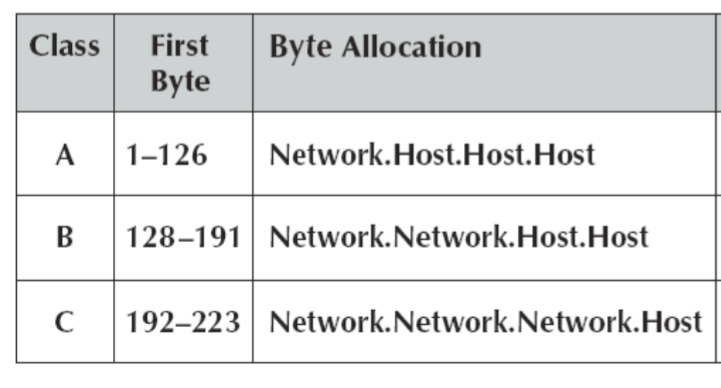 Class First Byte Byte Allocation
A 1–126 Network.Host.Host.Host
B 128–191 Network.Network.Host.Host
C 192–223 Network.Network.Network.Host